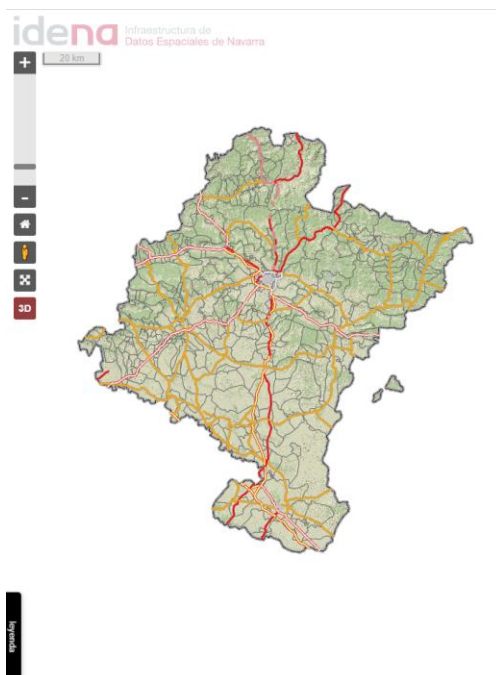 idena
Infraestructura de
Datos Espaciales de Navarra
+
20 km
-
3D
leyenda